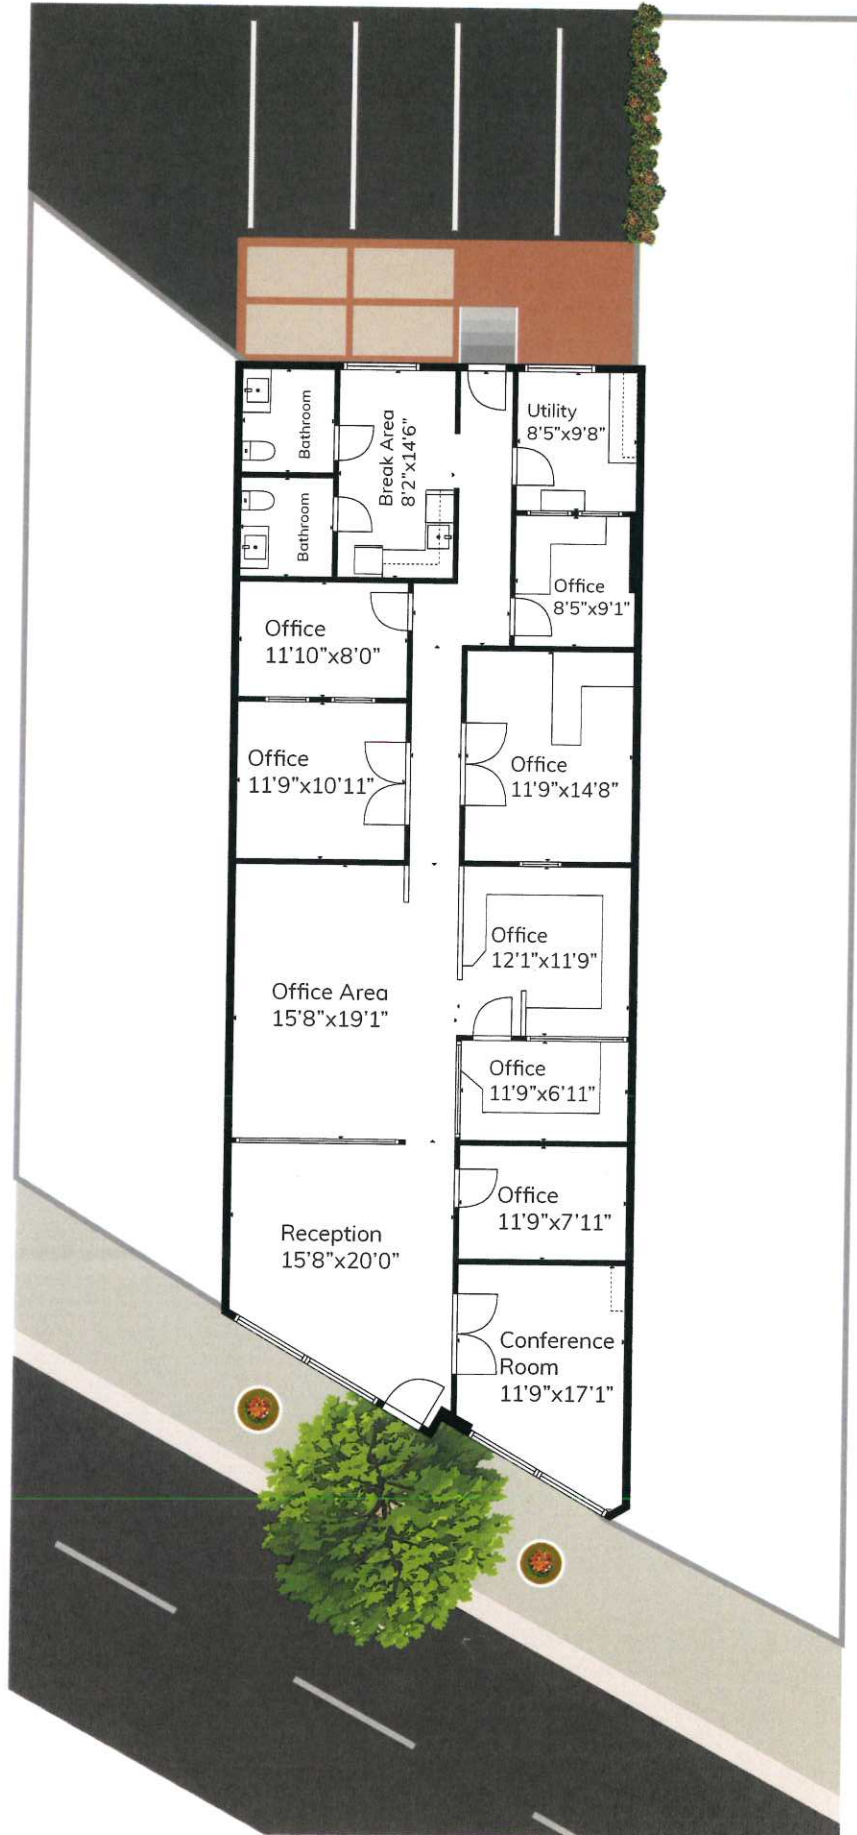 Bathroom
Break Area
8'2”x14'6”
Utility
8'5”x9'8”
Bathroom
Office
8'5”x9'1”
Office
11'10”x8'0”
Office
11'9”x10'11”
Office
11'9”x14'8”
Office
12'1”x11'9”
Office Area
15'8”x19'1”
Office
11'9”x6'11”
Office
11'9”x7'11”
Reception
15'8”x20'0”
Conference
Room
11'9”x17'1”